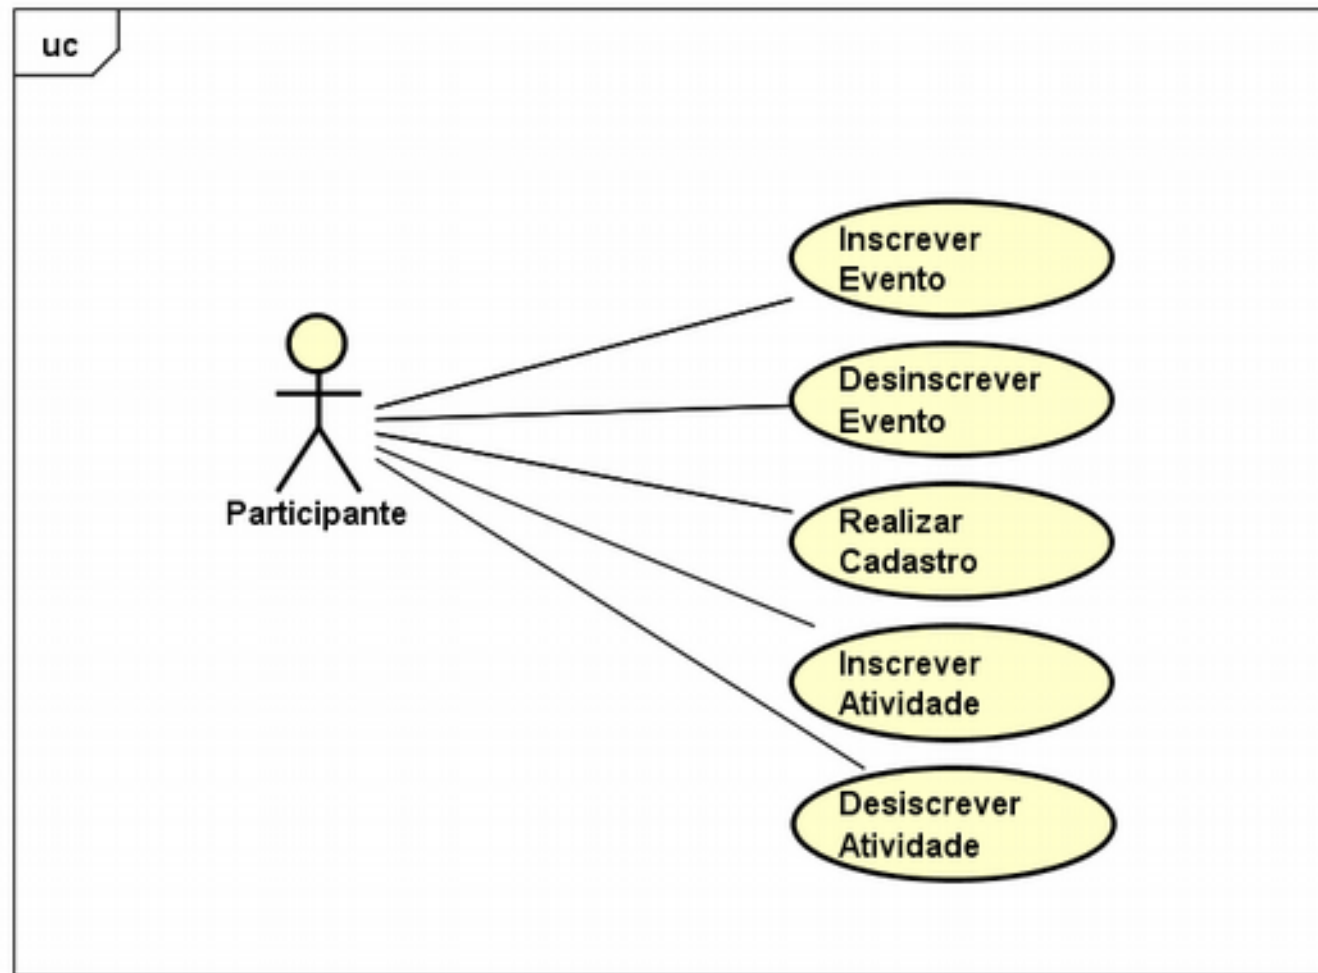 uc
Inscrever
Evento
Desinscrever
Evento
Participante
Realizar
Cadastro
Inscrever
Atividade
Desiscrever
Atividade